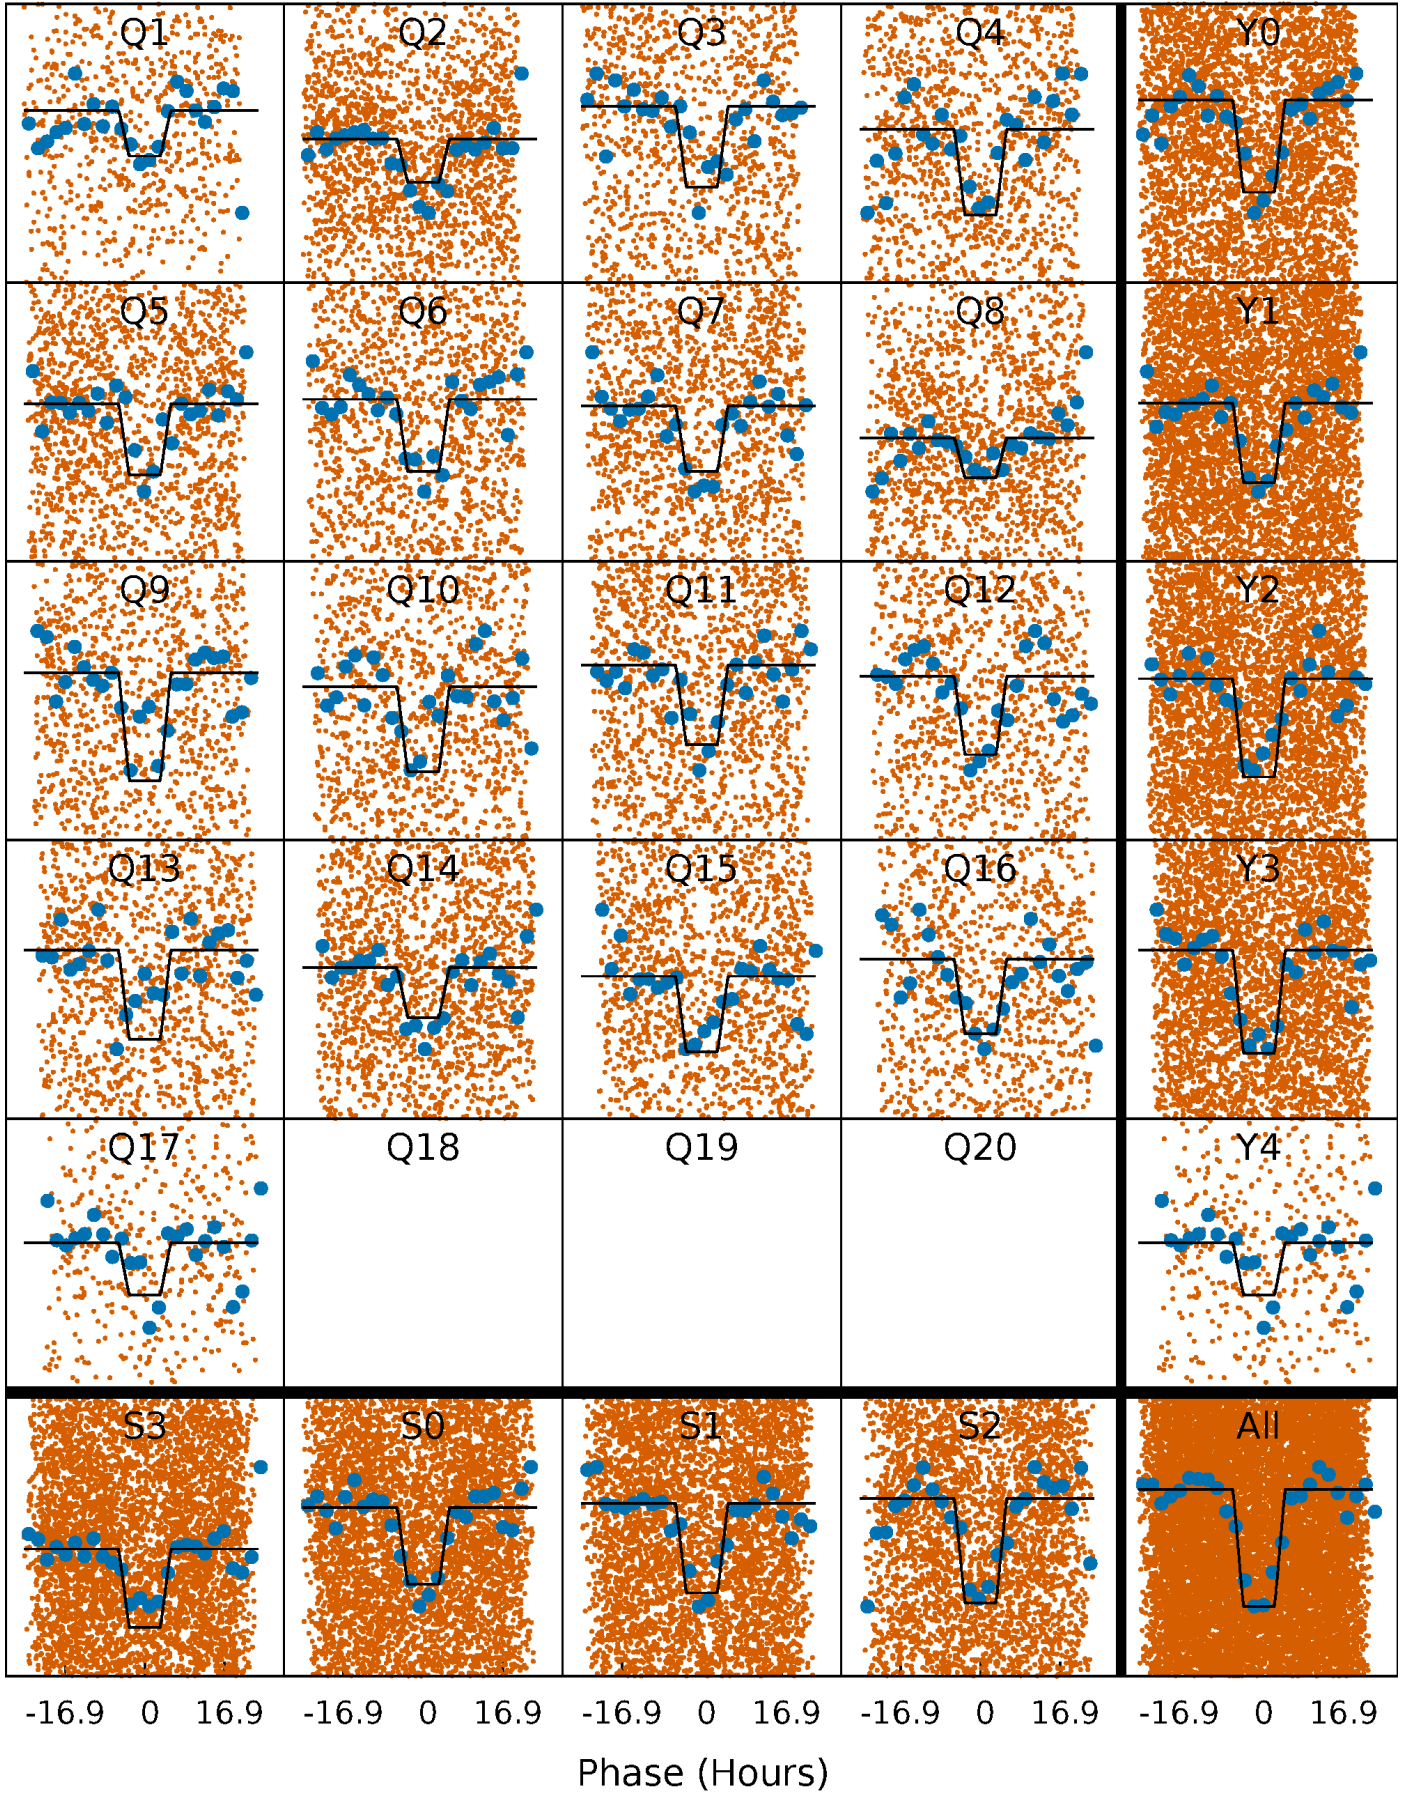 Q1 Q2 Q3 Q4 Y0
Q5 Q6 Q7 Q8 Y1
Q9 Q10 Q11 Q12 Y2
Q13 Q14 Q15 Q16 Y3
Q17 Q18 Q19 Q20 Y4
S3 S0 S1 S2 All
-16.9 0 16.9 -16.9 0 16.9 -16.9 0 16.9 -16.9 0 16.9 -16.9 0 16.9
Phase (Hours)